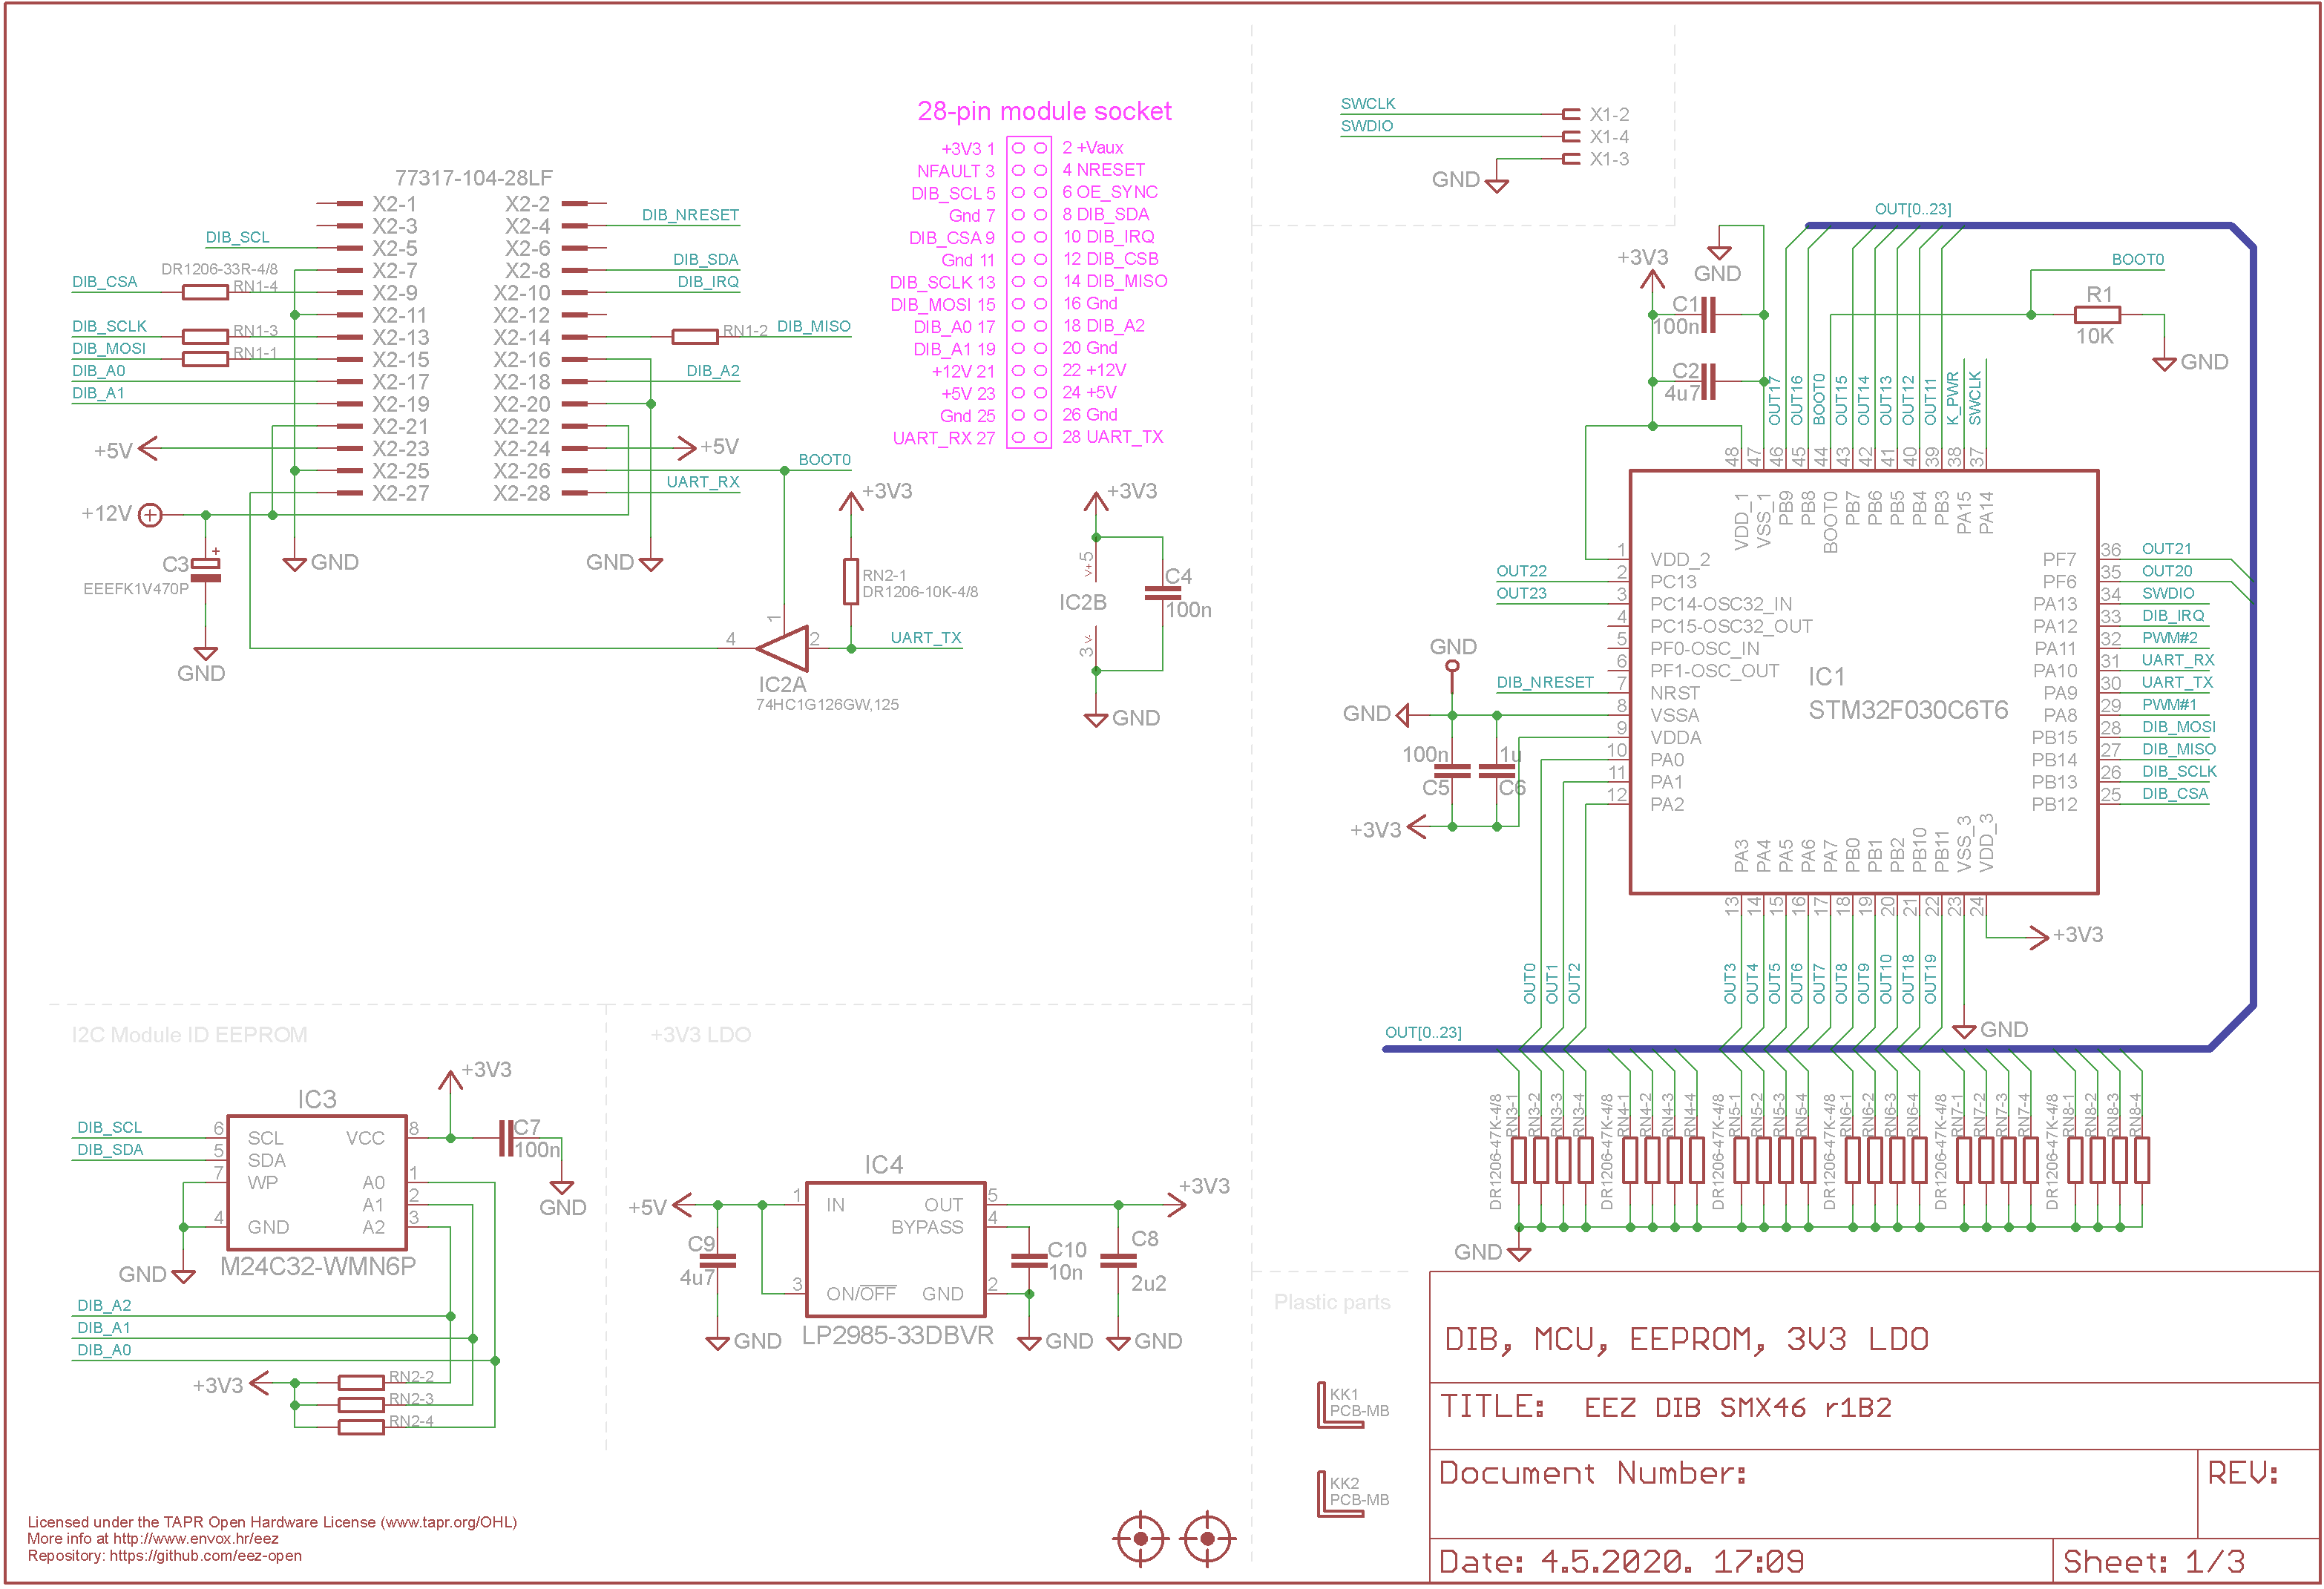 28-pin module socket
+3V3 1 2 +Vaux
NFAULT 3 4 NRESET
DIB_SCL 5 6 OE_SYNC
Gnd 7 8 DIB_SDA
DIB_CSA 9 10 DIB_IRQ
Gnd 11 12 DIB_CSB
DIB_SCLK 13 14 DIB_MISO
DIB_MOSI 15 16 Gnd
DIB_A0 17 18 DIB_A2
DIB_A1 19 20 Gnd
+12V 21 22 +12V
+5V 23 24 +5V
Gnd 25 26 Gnd
UART_RX 27 28 UART_TX
77317-104-28LF
X2-1 X2-2
X2-3 X2-4 DIB_NRESET
DIB_SCL X2-5 X2-6
DR1206-33R-4/8 X2-7 X2-8 DIB_SDA
DIB_CSA RN1-4 X2-9 X2-10 DIB_IRQ
X2-11 X2-12
DIB_SCLK RN1-3 X2-13 X2-14 RN1-2 DIB_MISO
DIB_MOSI RN1-1 X2-15 X2-16
DIB_A0 X2-17 X2-18 DIB_A2
DIB_A1 X2-19 X2-20
X2-21 X2-22
+5V X2-23 X2-24 +5V
X2-25 X2-26 BOOT0
X2-27 X2-28 UART_RX
+12V
C3
+
EEEFK1V470P
GND
GND
GND
+3V3
RN2-1
DR1206-10K-4/8
1
4 2 UART_TX
IC2A
74HC1G126GW,125
+3V3
V+ 5
IC2B
3 V-
C4
100n
GND
SWCLK X1-2
SWDIO X1-4
GND X1-3
OUT[0..23]
+3V3
GND
C1
100n
C2
4u7
BOOT0
R1
10K
GND
OUT17 OUT16 BOOT0 OUT15 OUT14 OUT13 OUT12 OUT11 K_PWR SWCLK
48 47 46 45 44 43 42 41 40 39 38 37
VDD_1 VSS_1 PB9 PB8 BOOT0 PB7 PB6 PB5 PB4 PB3 PA15 PA14
1 VDD_2
OUT22 2 PC13
OUT23 3 PC14-OSC32_IN
4 PC15-OSC32_OUT
5 PF0-OSC_IN
6 PF1-OSC_OUT
DIB_NRESET 7 NRST
8 VSSA
9 VDDA
10 PA0
11 PA1
12 PA2
IC1
STM32F030C6T6
PF7 36 OUT21
PF6 35 OUT20
PA13 34 SWDIO
PA12 33 DIB_IRQ
PA11 32 PWM#2
PA10 31 UART_RX
PA9 30 UART_TX
PA8 29 PWM#1
PB15 28 DIB_MOSI
PB14 27 DIB_MISO
PB13 26 DIB_SCLK
PB12 25 DIB_CSA
GND
GND
100n
C5
1u
C6
+3V3
PA3 PA4 PA5 PA6 PA7 PB0 PB1 PB2 PB10 PB11 VSS_3 VDD_3
13 14 15 16 17 18 19 20 21 22 23 24
+3V3
OUT0 OUT1 OUT2 OUT3 OUT4 OUT5 OUT6 OUT7 OUT8 OUT9 OUT10 OUT18 OUT19
GND
OUT[0..23]
DR1206-47K-4/8 RN3-1 RN3-2 RN3-3 RN3-4
DR1206-47K-4/8 RN4-1 RN4-2 RN4-3 RN4-4
DR1206-47K-4/8 RN5-1 RN5-2 RN5-3 RN5-4
DR1206-47K-4/8 RN6-1 RN6-2 RN6-3 RN6-4
DR1206-47K-4/8 RN7-1 RN7-2 RN7-3 RN7-4
DR1206-47K-4/8 RN8-1 RN8-2 RN8-3 RN8-4
GND
I2C Module ID EEPROM
+3V3
IC3
DIB_SCL 6 SCL VCC 8
DIB_SDA 5 SDA
7 WP A0 1
A1 2
4 GND A2 3
C7
100n
GND
GND
M24C32-WMN6P
DIB_A2
DIB_A1
DIB_A0
+3V3
RN2-2
RN2-3
RN2-4
+3V3 LDO
IC4
+5V 1 IN OUT 5 +3V3
BYPASS 4
3 ON/OFF GND 2
C9
4u7
C10
10n
C8
2u2
LP2985-33DBVR
GND
GND
GND
Plastic parts
KK1
PCB-MB
KK2
PCB-MB
DIB, MCU, EEPROM, 3V3 LDO
TITLE: EEZ DIB SMX46 r1B2
Document Number:
REV:
Date: 4.5.2020. 17:09
Sheet: 1/3
Licensed under the TAPR Open Hardware License (www.tapr.org/OHL)
More info at http://www.envox.hr/eez
Repository: https://github.com/eez-open